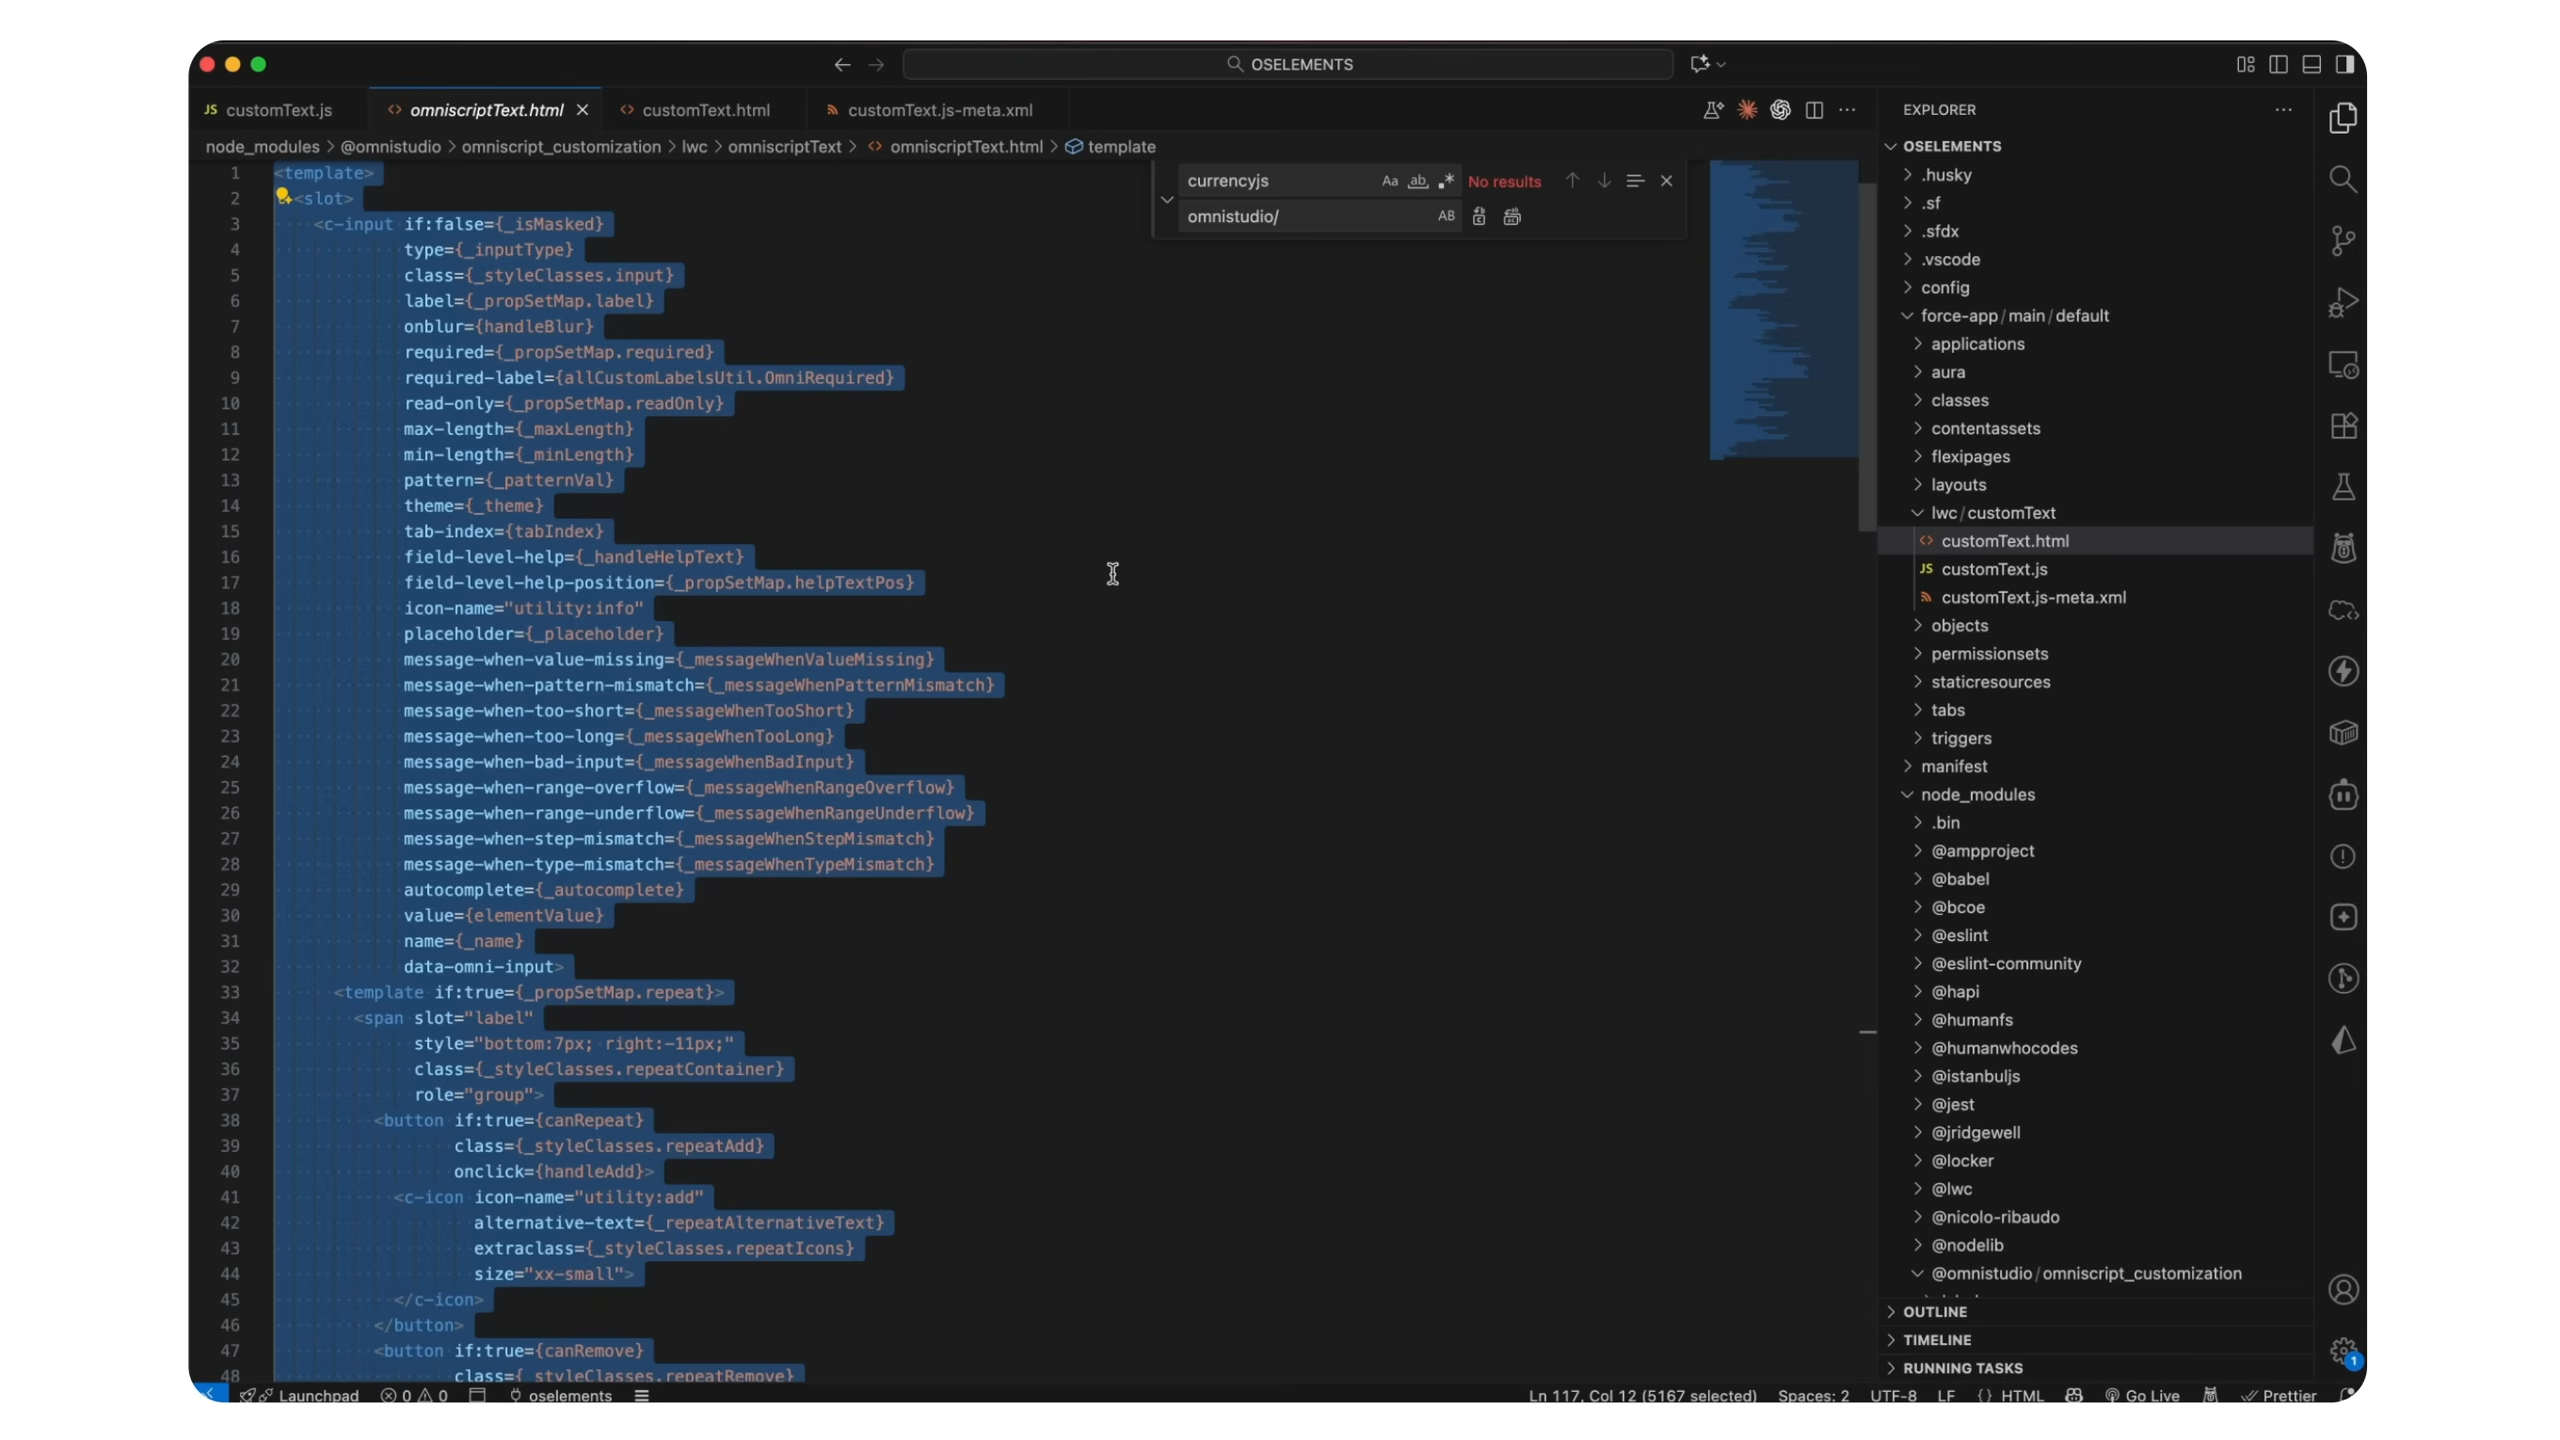 OSELEMENTS
JS customText.js
omniscriptText.html
customText.html
customText.js-meta.xml
node_modules > @omnistudio > omniscript_customization > lwc > omniscriptText > omniscriptText.html > template
currencyjs
Aa
ab
No results
omnistudio/
AB
1 <template>
2 <slot>
3 <c-input if:false={_isMasked}
4 type={_inputType}
5 class={_styleClasses.input}
6 label={_propSetMap.label}
7 onblur={handleBlur}
8 required={_propSetMap.required}
9 required-label={allCustomLabelsUtil.OmniRequired}
10 read-only={_propSetMap.readOnly}
11 max-length={_maxLength}
12 min-length={_minLength}
13 pattern={_patternVal}
14 theme={_theme}
15 tab-index={tabIndex}
16 field-level-help={_handleHelpText}
17 field-level-help-position={_propSetMap.helpTextPos}
18 icon-name="utility:info"
19 placeholder={_placeholder}
20 message-when-value-missing={_messageWhenValueMissing}
21 message-when-pattern-mismatch={_messageWhenPatternMismatch}
22 message-when-too-short={_messageWhenTooShort}
23 message-when-too-long={_messageWhenTooLong}
24 message-when-bad-input={_messageWhenBadInput}
25 message-when-range-overflow={_messageWhenRangeOverflow}
26 message-when-range-underflow={_messageWhenRangeUnderflow}
27 message-when-step-mismatch={_messageWhenStepMismatch}
28 message-when-type-mismatch={_messageWhenTypeMismatch}
29 autocomplete={_autocomplete}
30 value={elementValue}
31 name={_name}
32 data-omni-input>
33 <template if:true={_propSetMap.repeat}>
34 <span slot="label"
35 style="bottom:7px; right:-11px;"
36 class={_styleClasses.repeatContainer}
37 role="group">
38 <button if:true={canRepeat}
39 class={_styleClasses.repeatAdd}
40 onclick={handleAdd}>
41 <c-icon icon-name="utility:add"
42 alternative-text={_repeatAlternativeText}
43 extraclass={_styleClasses.repeatIcons}
44 size="xx-small">
45 </c-icon>
46 </button>
47 <button if:true={canRemove}
48 class={_styleClasses.repeatRemove}
EXPLORER
OSELEMENTS
.husky
.sf
.sfdx
.vscode
config
force-app/main/default
applications
aura
classes
contentassets
flexipages
layouts
lwc/customText
customText.html
JS customText.js
customText.js-meta.xml
objects
permissionsets
staticresources
tabs
triggers
manifest
node_modules
.bin
@ampproject
@babel
@bcoe
@eslint
@eslint-community
@hapi
@humanfs
@humanwhocodes
@istanbuljs
@jest
@jridgewell
@locker
@lwc
@nicolo-ribaudo
@nodelib
@omnistudio/omniscript_customization
OUTLINE
TIMELINE
RUNNING TASKS
1
Launchpad 0 0 oselements
Ln 117, Col 12 (5167 selected) Spaces: 2 UTF-8 LF {} HTML Go Live Prettier